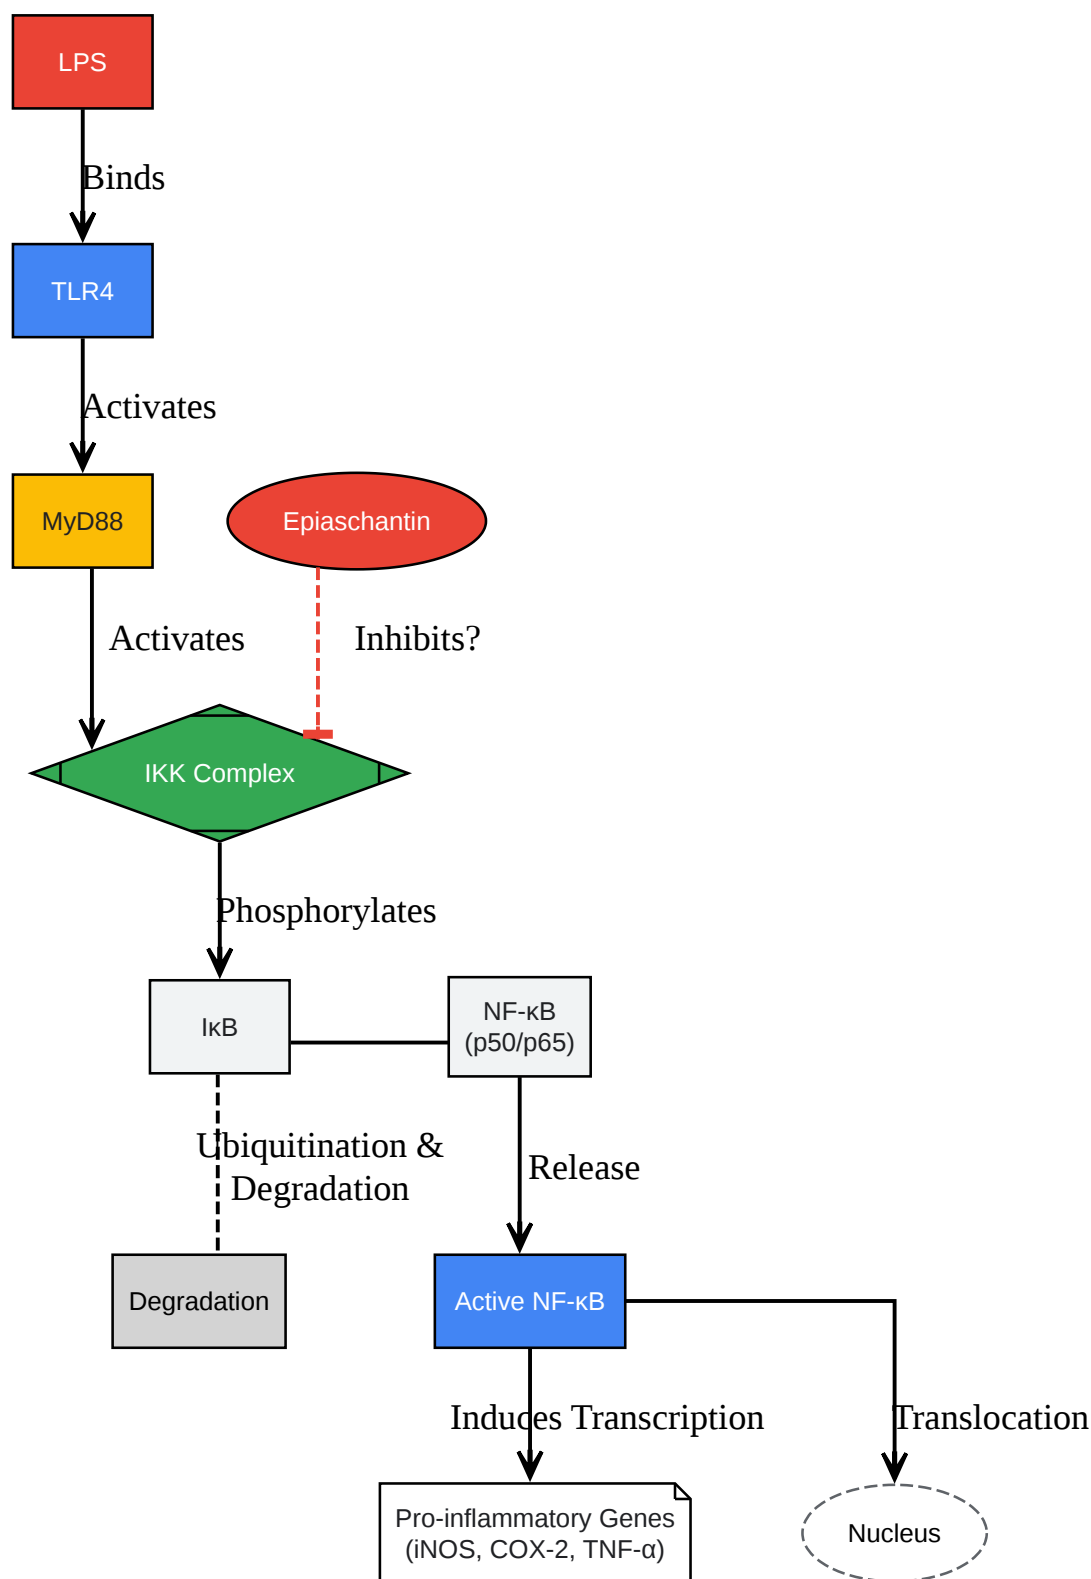 LPS
Binds
TLR4
Activates
MyD88
Epiaschantin
Activates
Inhibits?
IKK Complex
Phosphorylates
IκB
NF-κB
(p50/p65)
Ubiquitination &
Degradation
Release
Degradation
Active NF-κB
Induces Transcription
Translocation
Pro-inflammatory Genes
(iNOS, COX-2, TNF-α)
Nucleus